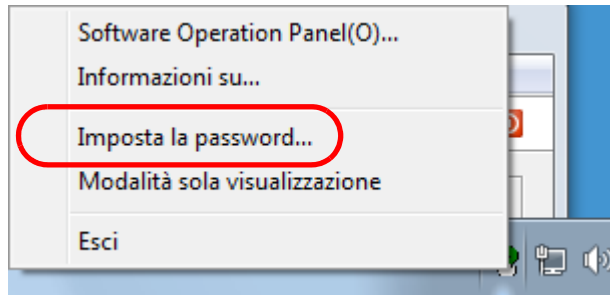 Software Operation Panel(O)...
Informazioni su...
Imposta la password...
Modalità sola visualizzazione
Esci